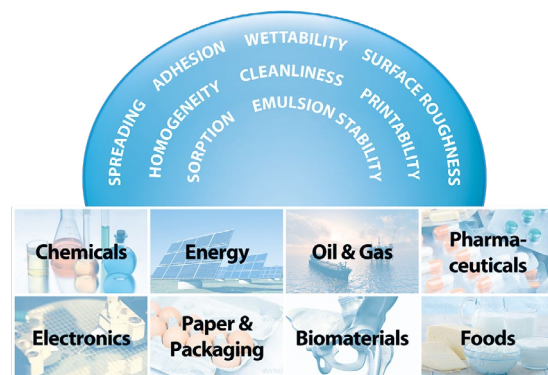 SPREADING ADHESION WETTABILITY SURFACE ROUGHNESS
HOMOGENEITY CLEANLINESS PRINTABILITY
SORPTION EMULSION STABILITY
Chemicals
Energy
Oil & Gas
Pharma-
ceuticals
Electronics
Paper &
Packaging
Biomaterials
Foods